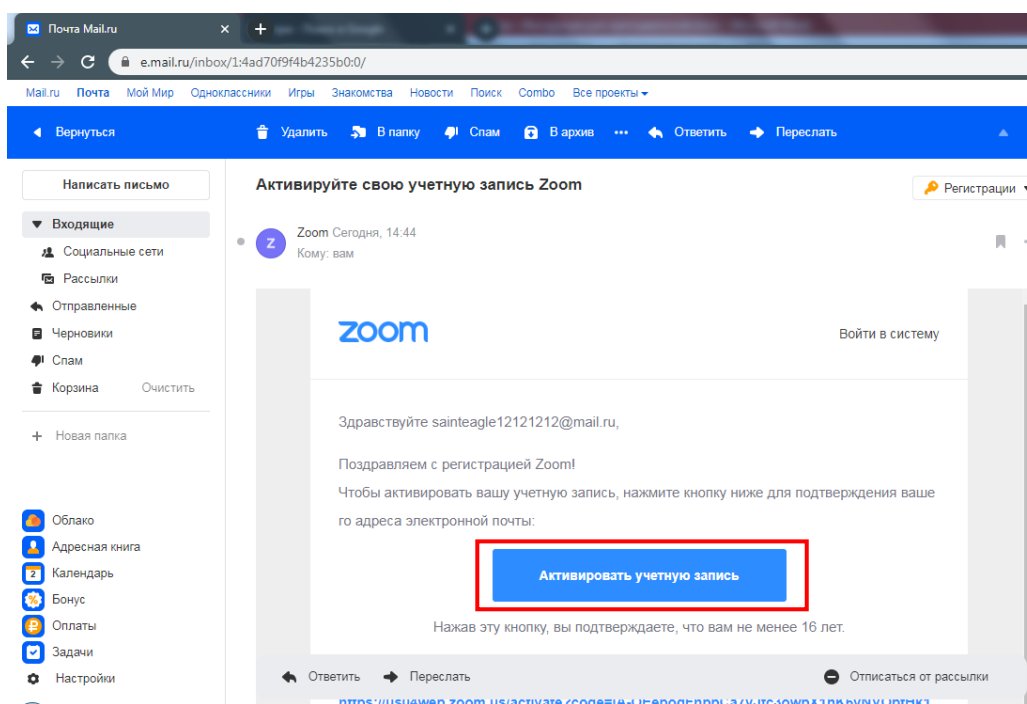 Почта Mail.ru
e.mail.ru/inbox/1:4ad70f9f4b4235b0:0/
Mail.ru Почта Мой Мир Одноклассники Игры Знакомства Новости Поиск Combo Все проекты
Вернуться Удалить В папку Спам В архив Ответить Переслать
Написать письмо
Активируйте свою учетную запись Zoom
Регистрации
Входящие
Социальные сети
Рассылки
Отправленные
Черновики
Спам
Корзина Очистить
Новая папка
Облако
Адресная книга
2 Календарь
Бонус
Оплаты
Задачи
Настройки
Z
Zoom Сегодня, 14:44
Кому: вам
zoom
Войти в систему
Здравствуйте sainteagle12121212@mail.ru,
Поздравляем с регистрацией Zoom!
Чтобы активировать вашу учетную запись, нажмите кнопку ниже для подтверждения ваше
го адреса электронной почты:
Активировать учетную запись
Нажав эту кнопку, вы подтверждаете, что вам не менее 16 лет.
Ответить Переслать Отписаться от рассылки